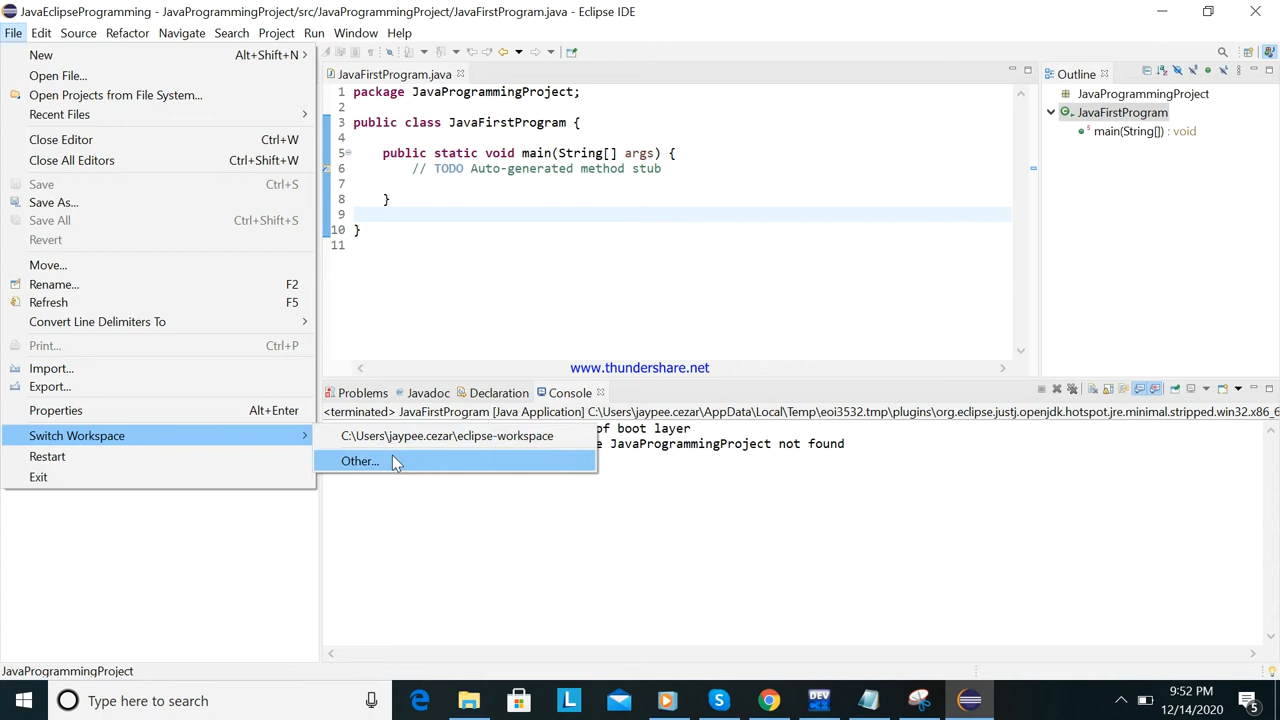 JavaEclipseProgramming - JavaProgrammingProject/src/JavaProgrammingProject/JavaFirstProgram.java - Eclipse IDE
File Edit Source Refactor Navigate Search Project Run Window Help
New Alt+Shift+N >
Open File...
Open Projects from File System...
Recent Files >
Close Editor Ctrl+W
Close All Editors Ctrl+Shift+W
Save Ctrl+S
Save As...
Save All Ctrl+Shift+S
Revert
Move...
Rename... F2
Refresh F5
Convert Line Delimiters To >
Print... Ctrl+P
Import...
Export...
Properties Alt+Enter
Switch Workspace >
Restart
Exit
C:\Users\jaypee.cezar\eclipse-workspace
Other...
JavaFirstProgram.java
1 package JavaProgrammingProject;
2
3 public class JavaFirstProgram {
4
5 public static void main(String[] args) {
6 // TODO Auto-generated method stub
7
8 }
9
10 }
11
www.thundershare.net
Outline
JavaProgrammingProject
JavaFirstProgram
main(String[]) : void
Problems Javadoc Declaration Console
<terminated> JavaFirstProgram [Java Application] C:\Users\jaypee.cezar\AppData\Local\Temp\eoi3532.tmp\plugins\org.eclipse.justj.openjdk.hotspot.jre.minimal.stripped.win32.x86_6
of boot layer
e JavaProgrammingProject not found
JavaProgrammingProject
Type here to search
DEV
9:52 PM
12/14/2020
5